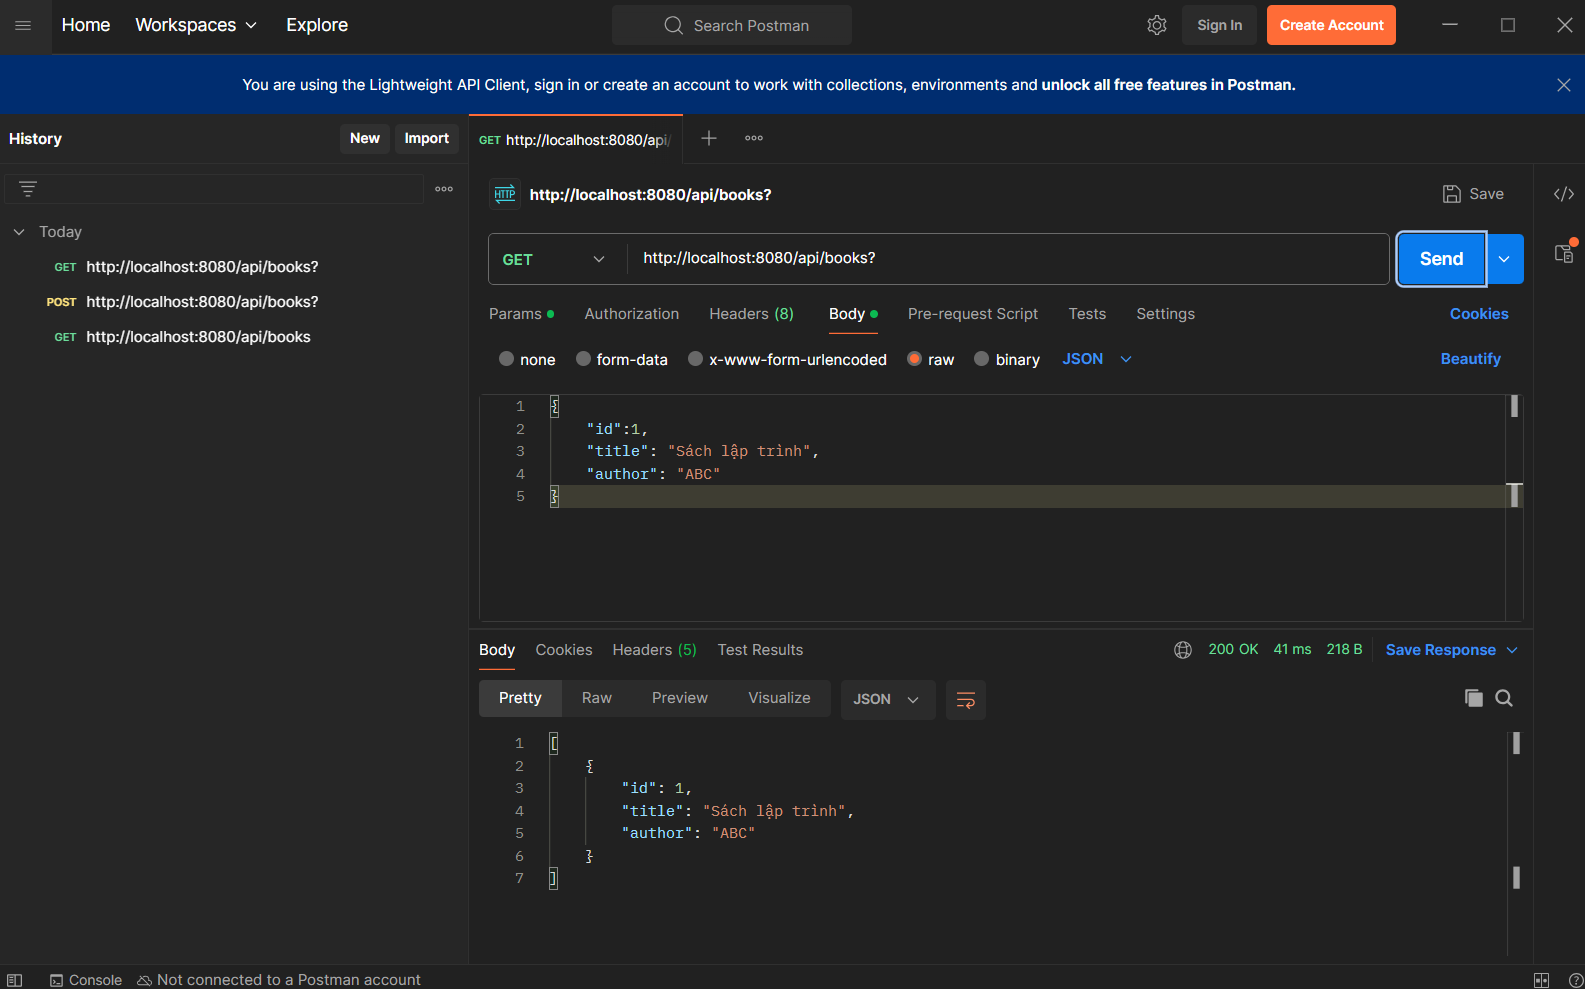 Home Workspaces Explore Search Postman Sign In Create Account
You are using the Lightweight API Client, sign in or create an account to work with collections, environments and unlock all free features in Postman.
History New Import
GET http://localhost:8080/api/
HTTP http://localhost:8080/api/books? Save
Today
GET http://localhost:8080/api/books?
POST http://localhost:8080/api/books?
GET http://localhost:8080/api/books
GET http://localhost:8080/api/books? Send
Params Authorization Headers (8) Body Pre-request Script Tests Settings Cookies
none form-data x-www-form-urlencoded raw binary JSON Beautify
1 {
2 "id":1,
3 "title": "Sách lập trình",
4 "author": "ABC"
5 }
Body Cookies Headers (5) Test Results 200 OK 41 ms 218 B Save Response
Pretty Raw Preview Visualize JSON
1 [
2 {
3 "id": 1,
4 "title": "Sách lập trình",
5 "author": "ABC"
6 }
7 ]
Console Not connected to a Postman account